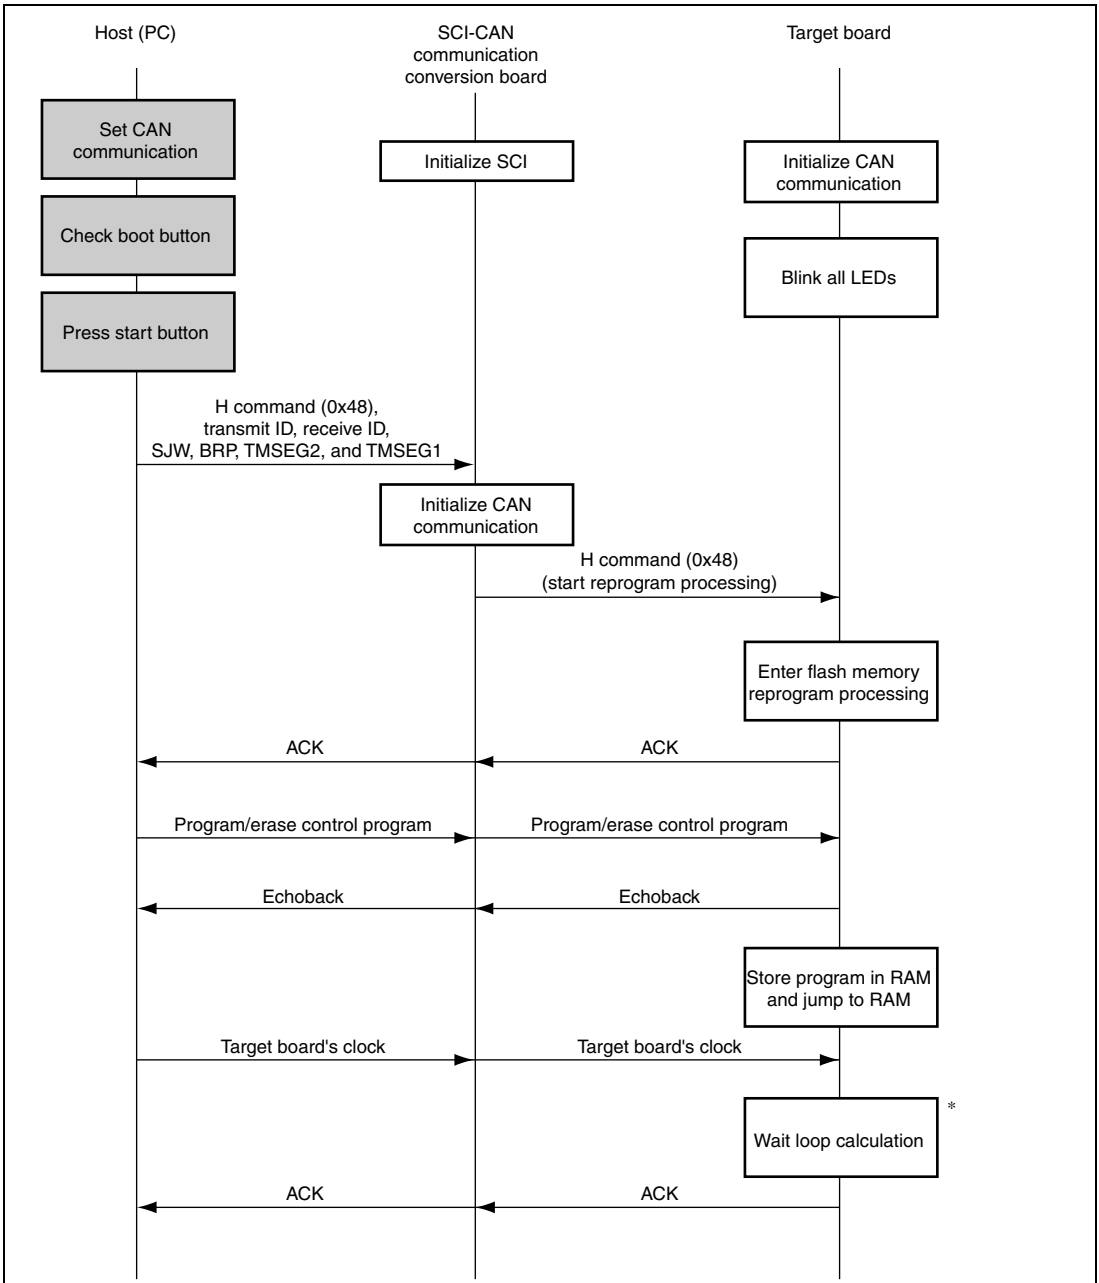 Host (PC)
SCI-CAN
communication
conversion board
Target board
Set CAN
communication
Initialize SCI
Initialize CAN
communication
Check boot button
Blink all LEDs
Press start button
H command (0x48),
transmit ID, receive ID,
SJW, BRP, TMSEG2, and TMSEG1
Initialize CAN
communication
H command (0x48)
(start reprogram processing)
Enter flash memory
reprogram processing
ACK
ACK
Program/erase control program
Program/erase control program
Echoback
Echoback
Store program in RAM
and jump to RAM
Target board's clock
Target board's clock
Wait loop calculation
*
ACK
ACK